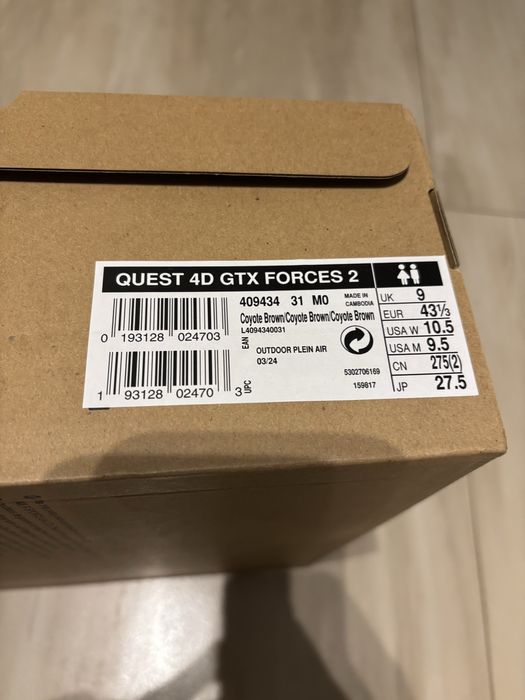 QUEST 4D GTX FORCES 2
409434 31 M0 MADE IN CAMBODIA
Coyote Brown/Coyote Brown/Coyote Brown
L4094340031
0 193128 024703 EAN
OUTDOOR PLEIN AIR
03/24
5302706169
159817
1 93128 02470 3 UPC
UK 9
EUR 43⅓
USA W 10.5
USA M 9.5
CN 275(2)
JP 27.5